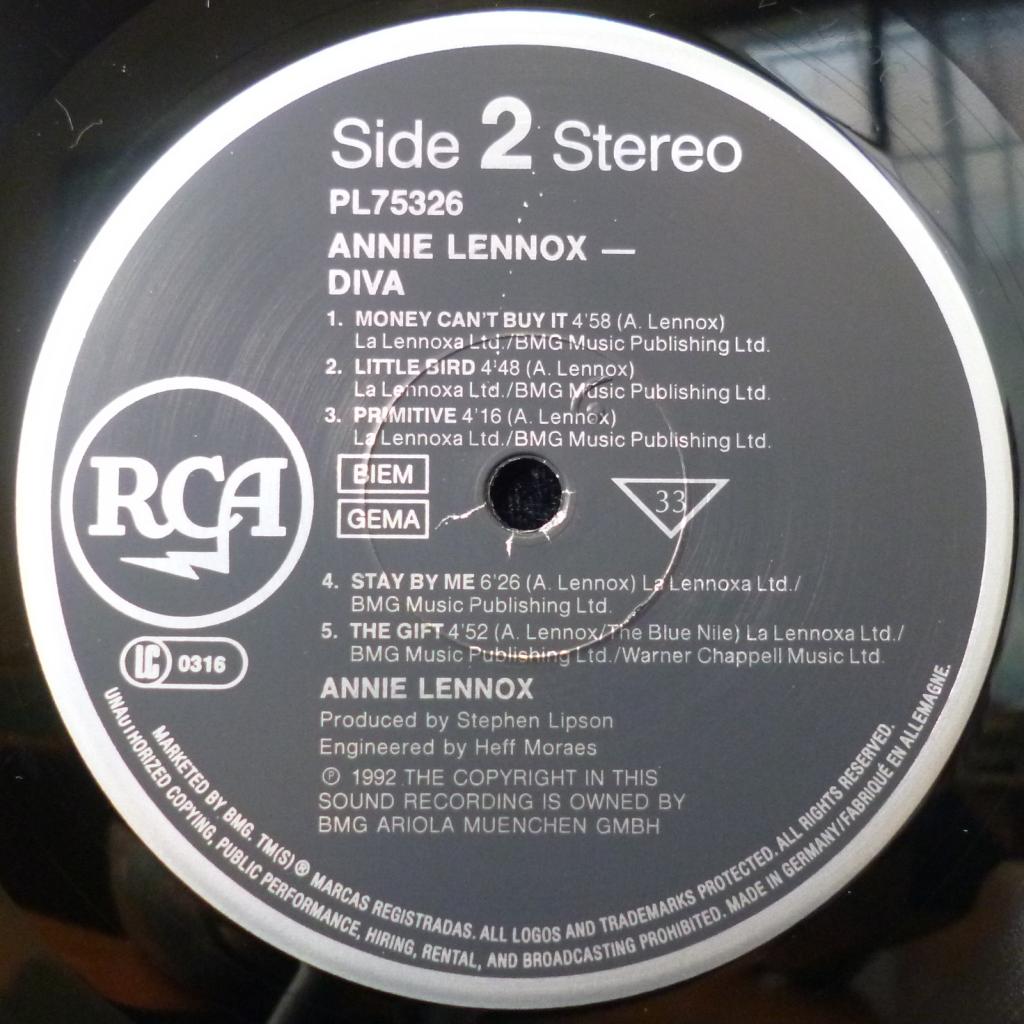 Side 2 Stereo
PL75326
ANNIE LENNOX —
DIVA
1. MONEY CAN'T BUY IT 4'58 (A. Lennox)
La Lennoxa Ltd./BMG Music Publishing Ltd.
2. LITTLE BIRD 4'48 (A. Lennox)
La Lennoxa Ltd./BMG Music Publishing Ltd.
3. PRIMITIVE 4'16 (A. Lennox)
La Lennoxa Ltd./BMG Music Publishing Ltd.
RCA
BIEM
GEMA
33
4. STAY BY ME 6'26 (A. Lennox) La Lennoxa Ltd./
BMG Music Publishing Ltd.
5. THE GIFT 4'52 (A. Lennox/The Blue Nile) La Lennoxa Ltd./
BMG Music Publishing Ltd./Warner Chappell Music Ltd.
LC 0316
ANNIE LENNOX
Produced by Stephen Lipson
Engineered by Heff Moraes
℗ 1992 THE COPYRIGHT IN THIS
SOUND RECORDING IS OWNED BY
BMG ARIOLA MUENCHEN GMBH
MARKETED BY BMG. TM(S) ® MARCAS REGISTRADAS. ALL LOGOS AND TRADEMARKS PROTECTED. ALL RIGHTS RESERVED.
UNAUTHORIZED COPYING, PUBLIC PERFORMANCE, HIRING, RENTAL, AND BROADCASTING PROHIBITED. MADE IN GERMANY/FABRIQUÉ EN ALLEMAGNE.